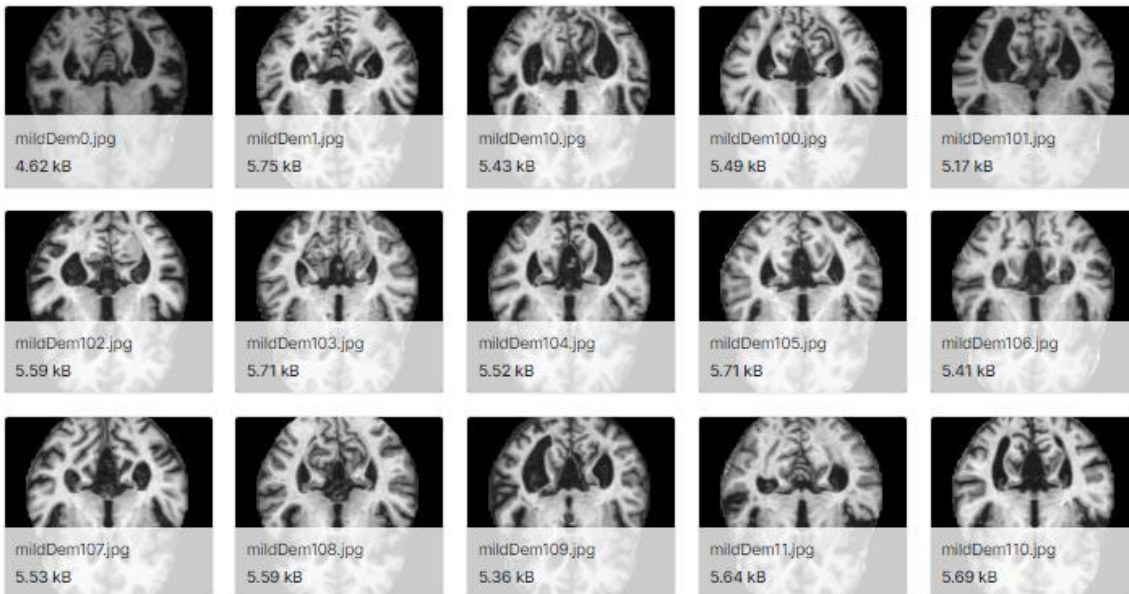 mildDem0.jpg
4.62 kB
mildDem1.jpg
5.75 kB
mildDem10.jpg
5.43 kB
mildDem100.jpg
5.49 kB
mildDem101.jpg
5.17 kB
mildDem102.jpg
5.59 kB
mildDem103.jpg
5.71 kB
mildDem104.jpg
5.52 kB
mildDem105.jpg
5.71 kB
mildDem106.jpg
5.41 kB
mildDem107.jpg
5.53 kB
mildDem108.jpg
5.59 kB
mildDem109.jpg
5.36 kB
mildDem11.jpg
5.64 kB
mildDem110.jpg
5.69 kB